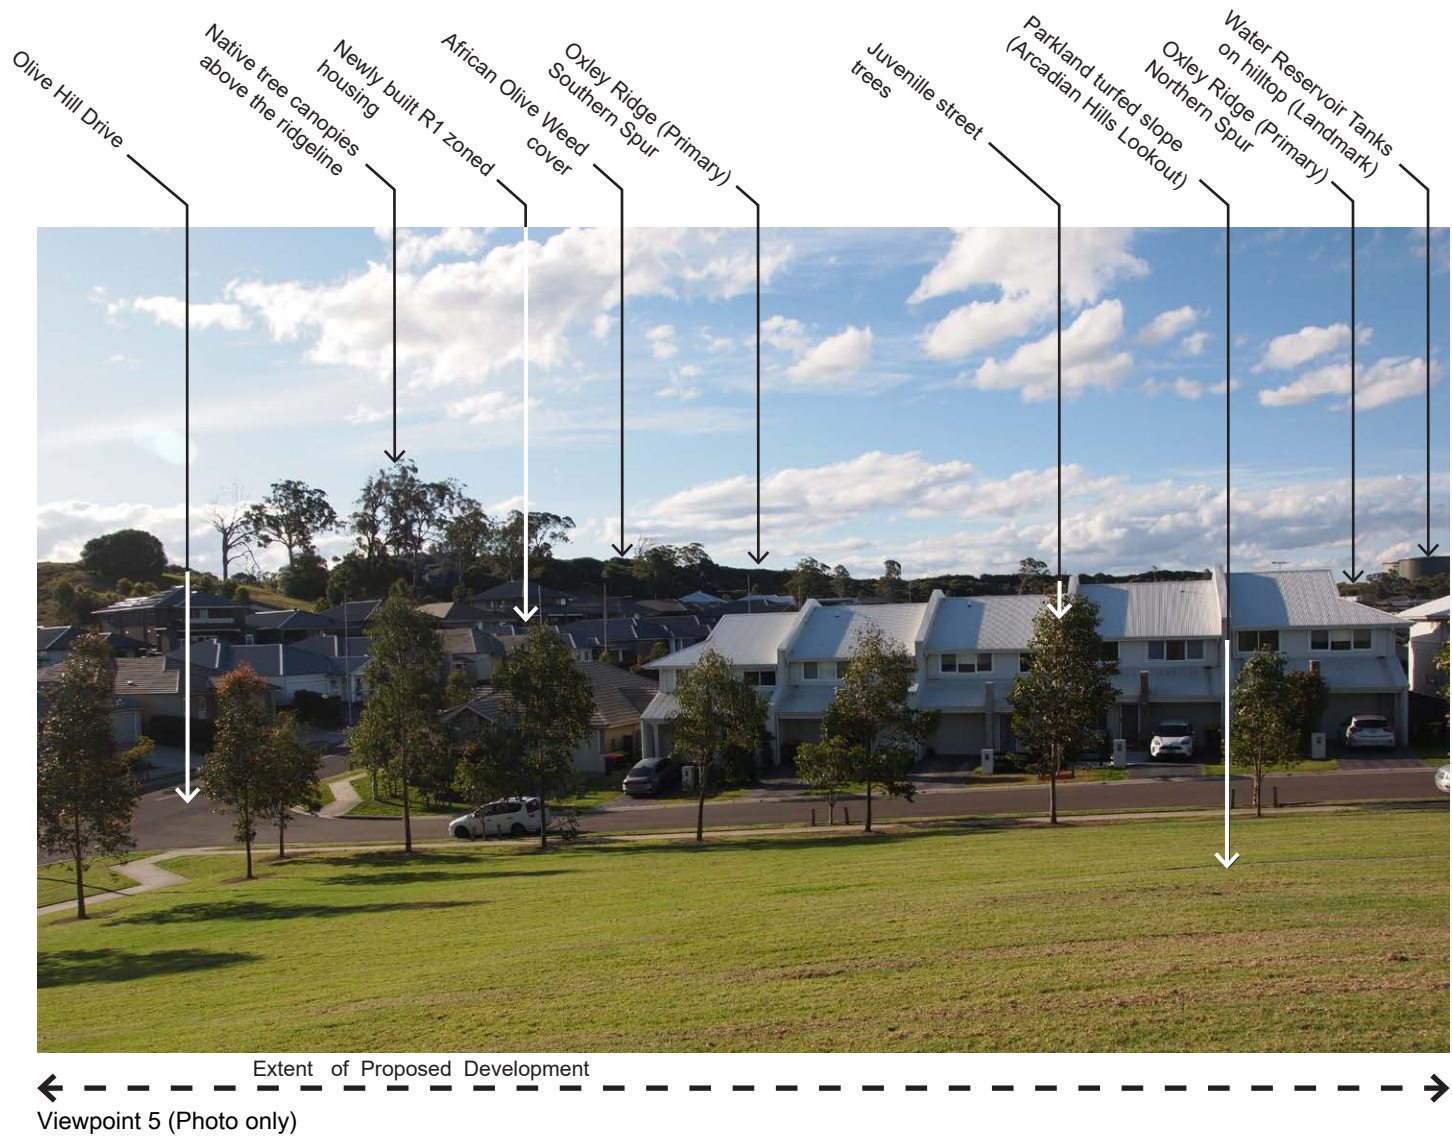 Olive Hill Drive
Native tree canopies
above the ridgeline
Newly built R1 zoned
housing
African Olive Weed
cover
Oxley Ridge (Primary)
Southern Spur
Juvenille street
trees
Parkland turfed slope
(Arcadian Hills Lookout)
Oxley Ridge (Primary)
Northern Spur
Water Reservoir Tanks
on hilltop (Landmark)
Extent of Proposed Development
Viewpoint 5 (Photo only)